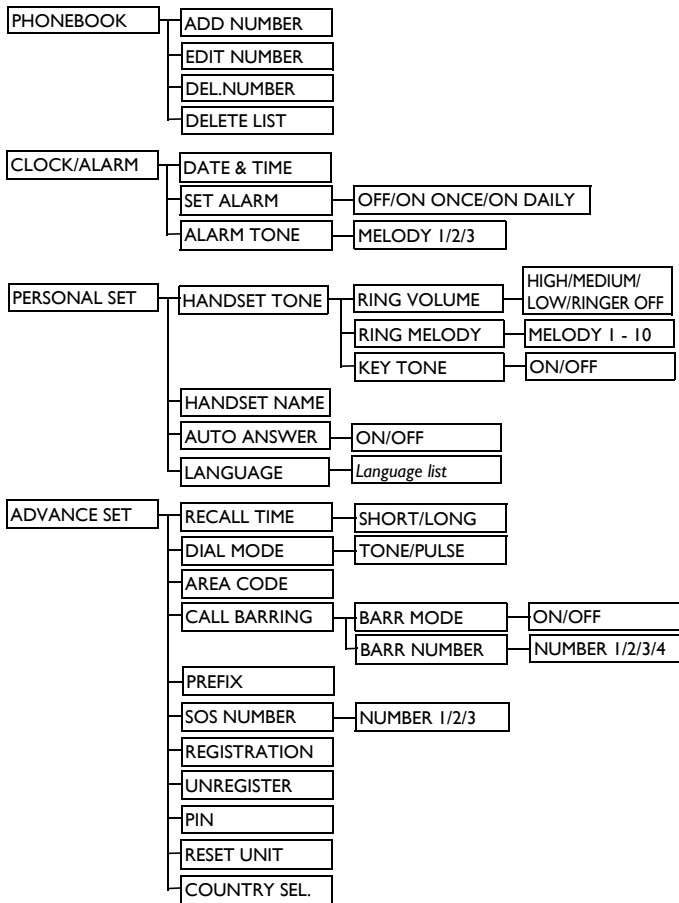 PHONEBOOK
ADD NUMBER
EDIT NUMBER
DEL.NUMBER
DELETE LIST
CLOCK/ALARM
DATE & TIME
SET ALARM
OFF/ON ONCE/ON DAILY
ALARM TONE
MELODY 1/2/3
PERSONAL SET
HANDSET TONE
RING VOLUME
HIGH/MEDIUM/
LOW/RINGER OFF
RING MELODY
MELODY 1 - 10
KEY TONE
ON/OFF
HANDSET NAME
AUTO ANSWER
ON/OFF
LANGUAGE
Language list
ADVANCE SET
RECALL TIME
SHORT/LONG
DIAL MODE
TONE/PULSE
AREA CODE
CALL BARRING
BARR MODE
ON/OFF
BARR NUMBER
NUMBER 1/2/3/4
PREFIX
SOS NUMBER
NUMBER 1/2/3
REGISTRATION
UNREGISTER
PIN
RESET UNIT
COUNTRY SEL.